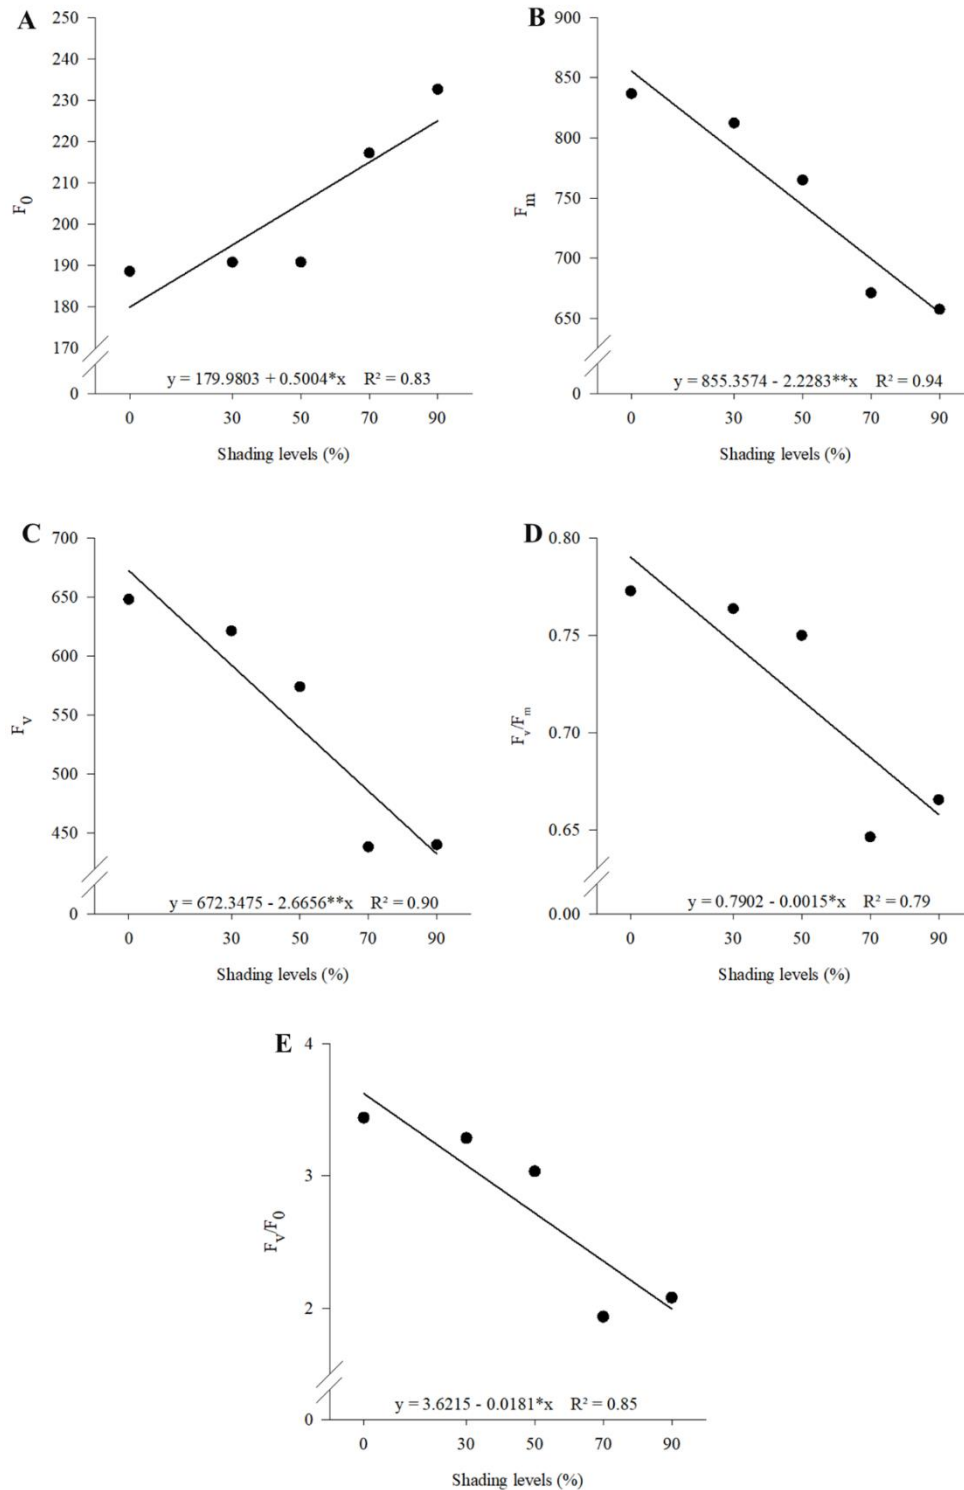 A
250
240
230
220
210
200
190
180
170
0
F0
y = 179.9803 + 0.5004*x R² = 0.83
0 30 50 70 90
Shading levels (%)
B
900
850
800
750
700
650
0
Fm
y = 855.3574 - 2.2283**x R² = 0.94
0 30 50 70 90
Shading levels (%)
C
700
650
600
550
500
450
0
Fv
y = 672.3475 - 2.6656**x R² = 0.90
0 30 50 70 90
Shading levels (%)
D
0.80
0.75
0.70
0.65
0.00
Fv/Fm
y = 0.7902 - 0.0015*x R² = 0.79
0 30 50 70 90
Shading levels (%)
E
4
3
2
0
Fv/F0
y = 3.6215 - 0.0181*x R² = 0.85
0 30 50 70 90
Shading levels (%)